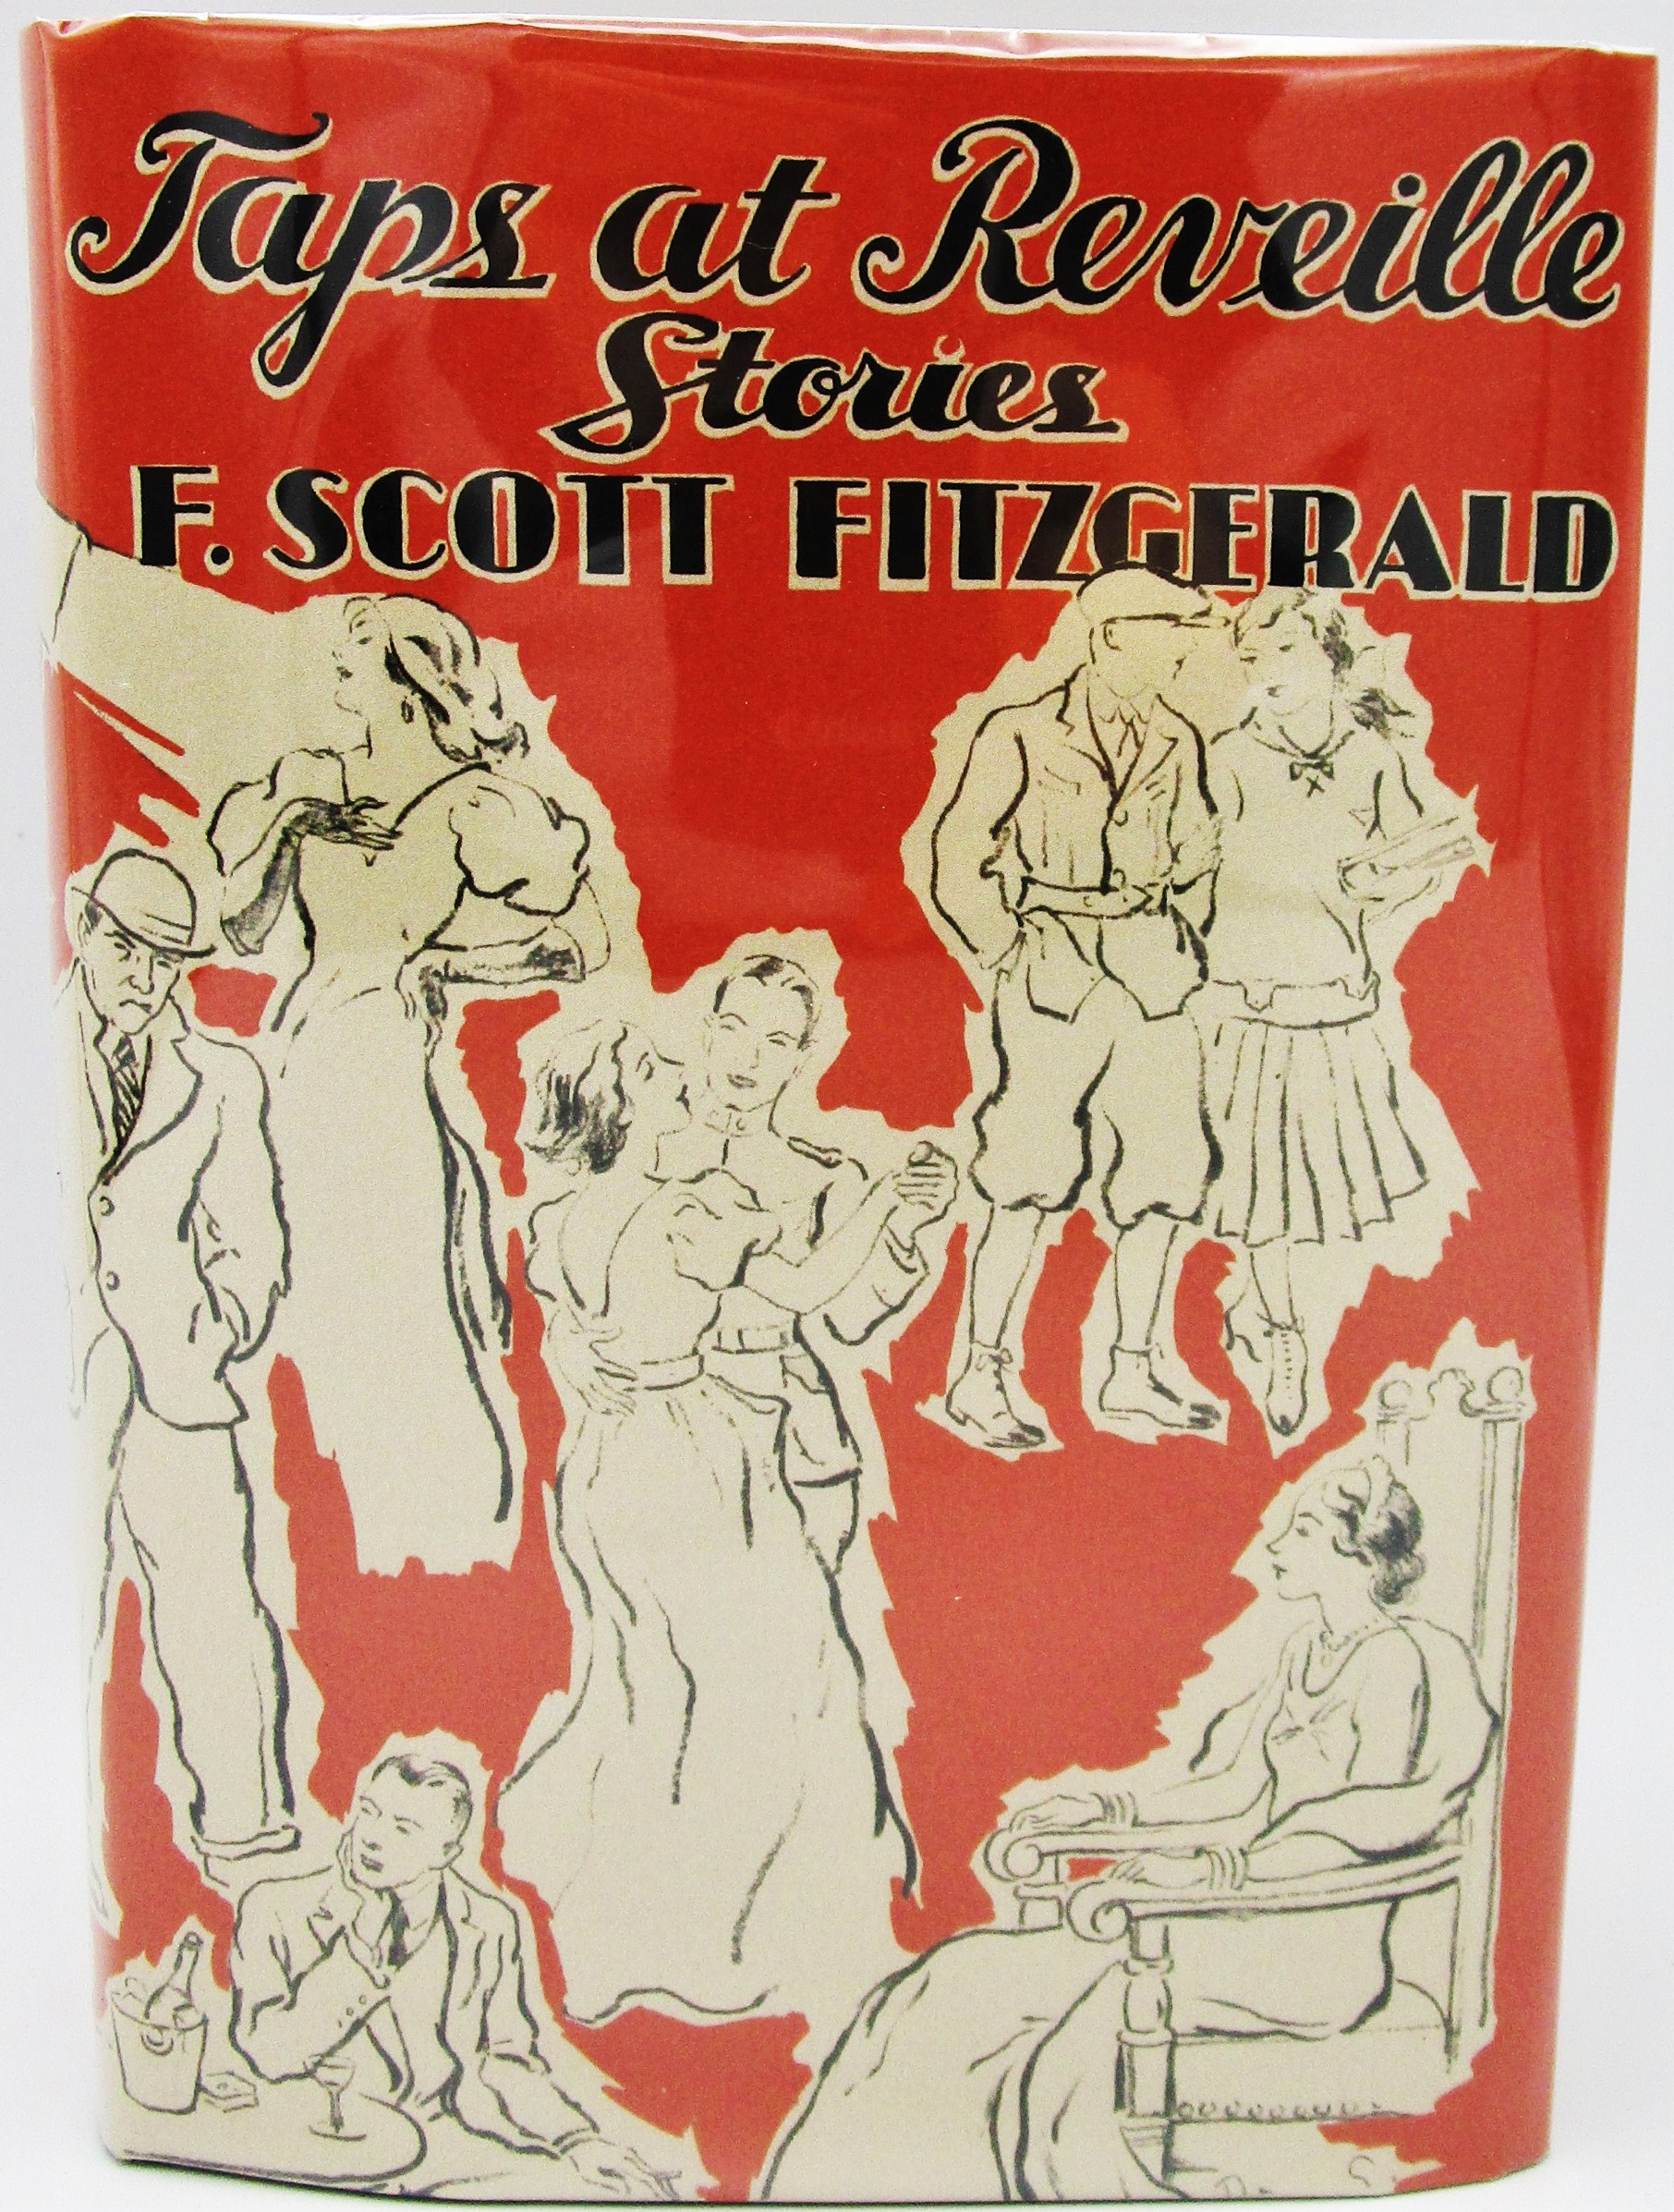 Taps at Reveille
Stories
F. SCOTT FITZGERALD